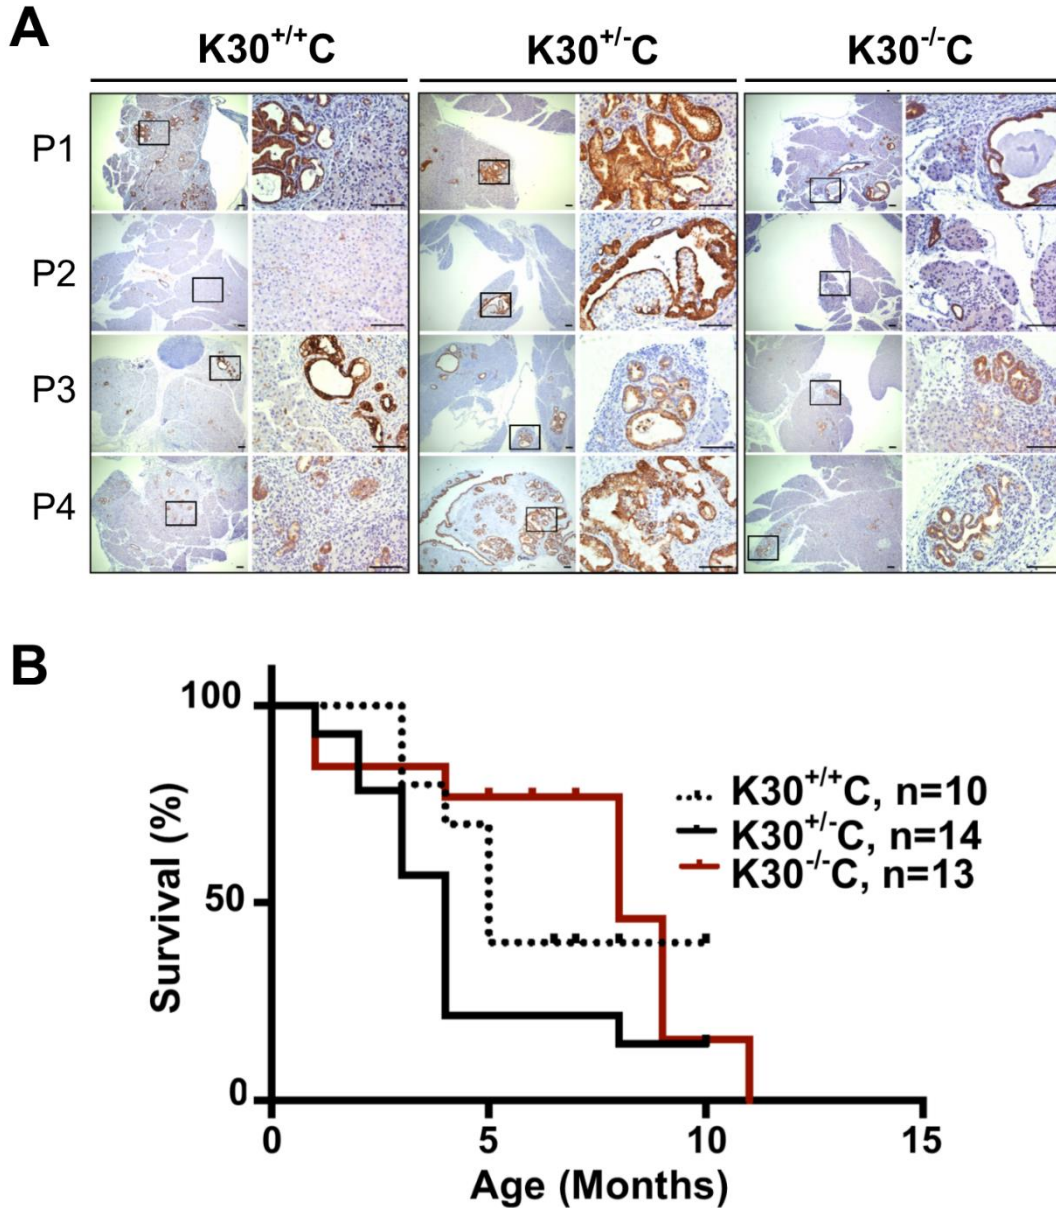 A
K30+/+C K30+/-C K30-/-C
P1
P2
P3
P4
B
100
50
0
Survival (%)
K30+/+C, n=10
K30+/-C, n=14
K30-/-C, n=13
0 5 10 15
Age (Months)